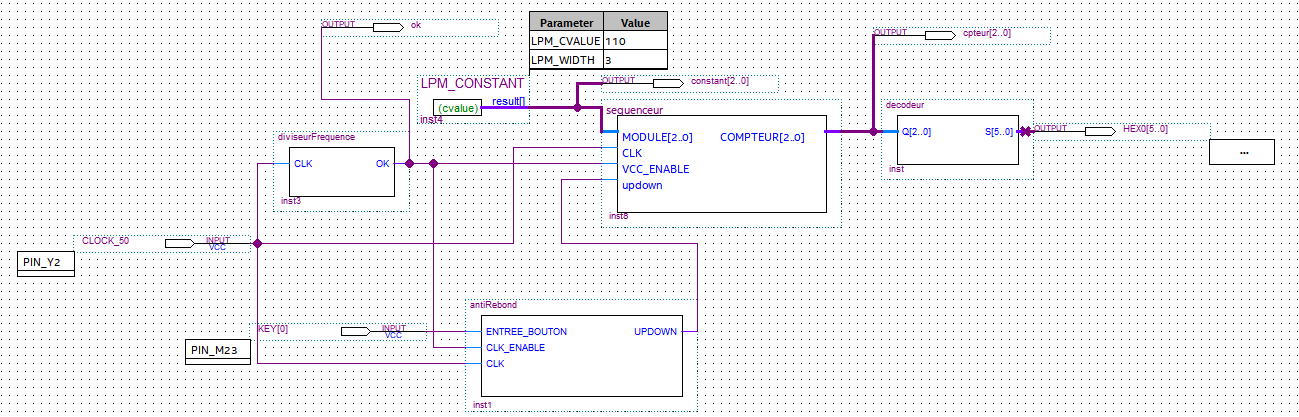 OUTPUT ok
Parameter Value
LPM_CVALUE 110
LPM_WIDTH 3
LPM_CONSTANT
(cvalue) result[]
inst4
OUTPUT constant[2..0]
OUTPUT cpteur[2..0]
sequenceur
MODULE[2..0] COMPTEUR[2..0]
CLK
VCC_ENABLE
updown
inst8
decodeur
Q[2..0] S[5..0]
inst
OUTPUT HEX0[5..0]
...
diviseurFrequence
CLK OK
inst3
CLOCK_50 INPUT
VCC
PIN_Y2
antiRebond
KEY[0] INPUT
VCC
ENTREE_BOUTON UPDOWN
CLK_ENABLE
CLK
inst1
PIN_M23